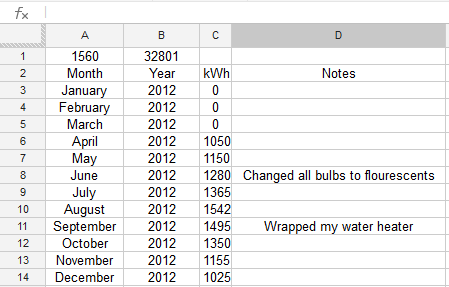 fx
A B C D
1 1560 32801
2 Month Year kWh Notes
3 January 2012 0
4 February 2012 0
5 March 2012 0
6 April 2012 1050
7 May 2012 1150
8 June 2012 1280 Changed all bulbs to flourescents
9 July 2012 1365
10 August 2012 1542
11 September 2012 1495 Wrapped my water heater
12 October 2012 1350
13 November 2012 1155
14 December 2012 1025